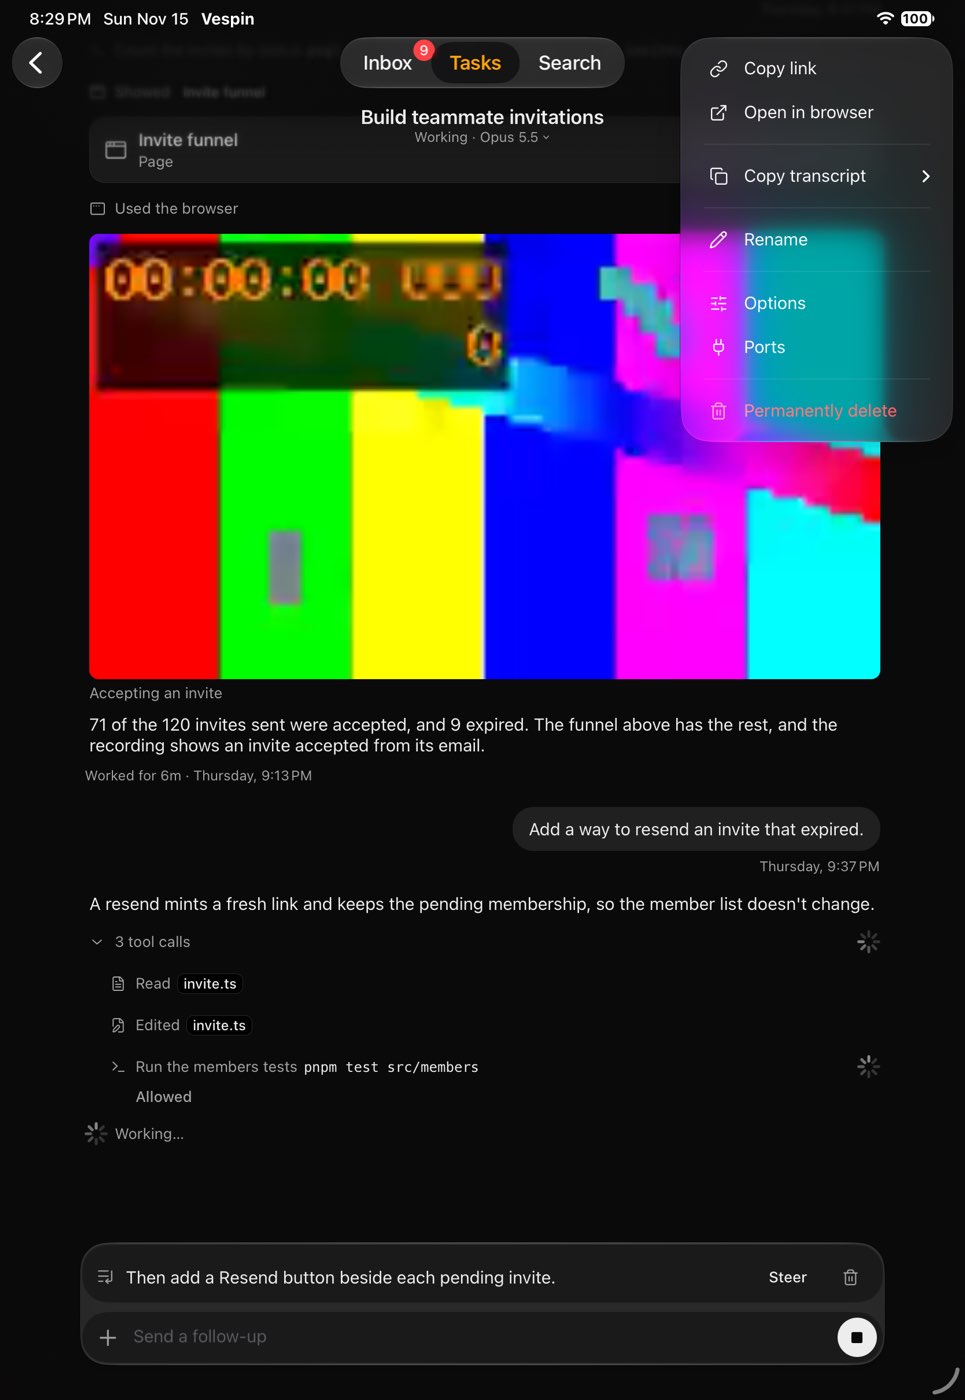 8:29 PM Sun Nov 15 Vespin
100
Inbox
9
Tasks
Search
Build teammate invitations
Working · Opus 5.5
Showed Invite funnel
Invite funnel
Page
Used the browser
00:00:00
0
Copy link
Open in browser
Copy transcript
Rename
Options
Ports
Permanently delete
Accepting an invite
71 of the 120 invites sent were accepted, and 9 expired. The funnel above has the rest, and the
recording shows an invite accepted from its email.
Worked for 6m · Thursday, 9:13 PM
Add a way to resend an invite that expired.
Thursday, 9:37 PM
A resend mints a fresh link and keeps the pending membership, so the member list doesn't change.
3 tool calls
Read invite.ts
Edited invite.ts
Run the members tests pnpm test src/members
Allowed
Working...
Then add a Resend button beside each pending invite.
Steer
Send a follow-up